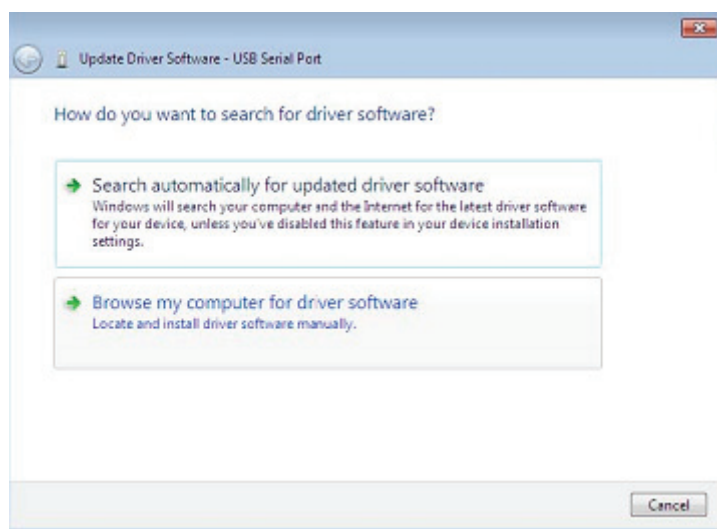 Update Driver Software - USB Serial Port
How do you want to search for driver software?
Search automatically for updated driver software
Windows will search your computer and the Internet for the latest driver software
for your device, unless you've disabled this feature in your device installation
settings.
Browse my computer for driver software
Locate and install driver software manually.
Cancel